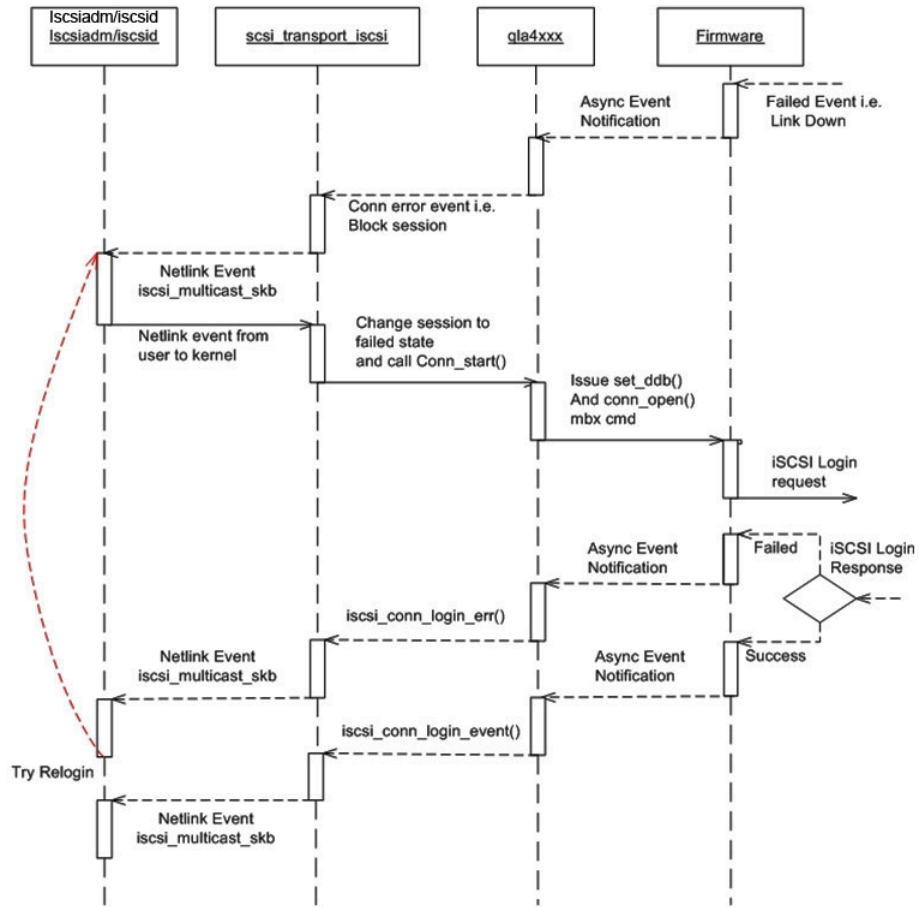 Iscsiadm/iscsid
Iscsiadm/iscsid
scsi_transport_iscsi
qla4xxx
Firmware
Async Event
Notification
Failed Event i.e.
Link Down
Conn error event i.e.
Block session
Netlink Event
iscsi_multicast_skb
Netlink event from
user to kernel
Change session to
failed state
and call Conn_start()
Issue set_ddb()
And conn_open()
mbx cmd
iSCSI Login
request
Async Event
Notification
Failed
iSCSI Login
Response
iscsi_conn_login_err()
Netlink Event
iscsi_multicast_skb
Async Event
Notification
Success
iscsi_conn_login_event()
Try Relogin
Netlink Event
iscsi_multicast_skb